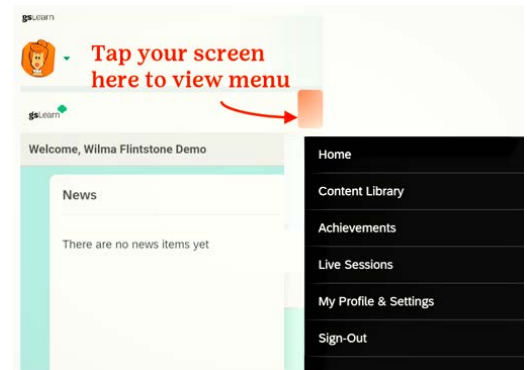 gsLearn
Tap your screen
here to view menu
gsLearn
Welcome, Wilma Flintstone Demo
News
There are no news items yet
Home
Content Library
Achievements
Live Sessions
My Profile & Settings
Sign-Out